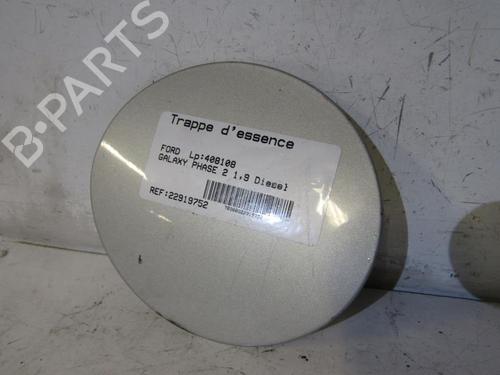 B-PARTS
Trappe d'essence
FORD Lp:408108
GALAXY PHASE 2 1,9 Diesel
REF:22919752